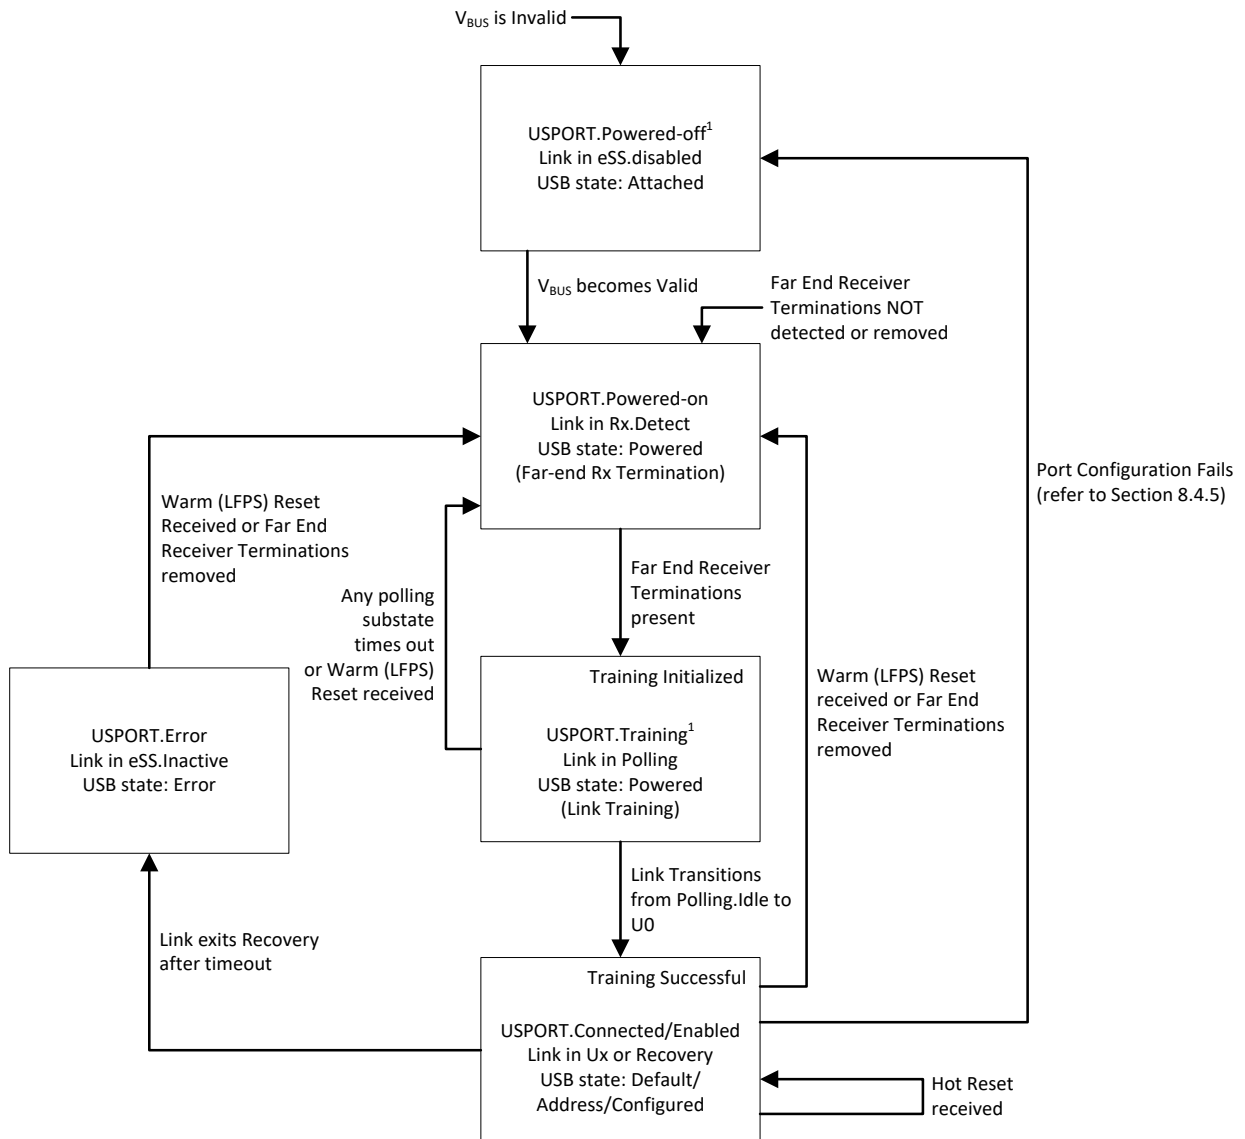 V_BUS is Invalid
USPORT.Powered-off¹
Link in eSS.disabled
USB state: Attached
V_BUS becomes Valid
Far End Receiver
Terminations NOT
detected or removed
USPORT.Powered-on
Link in Rx.Detect
USB state: Powered
(Far-end Rx Termination)
Port Configuration Fails
(refer to Section 8.4.5)
Warm (LFPS) Reset
Received or Far End
Receiver Terminations
removed
Any polling
substate
times out
or Warm (LFPS)
Reset received
Far End Receiver
Terminations
present
Training Initialized
USPORT.Training¹
Link in Polling
USB state: Powered
(Link Training)
Warm (LFPS) Reset
received or Far End
Receiver Terminations
removed
USPORT.Error
Link in eSS.Inactive
USB state: Error
Link Transitions
from Polling.Idle to
U0
Link exits Recovery
after timeout
Training Successful
USPORT.Connected/Enabled
Link in Ux or Recovery
USB state: Default/
Address/Configured
Hot Reset
received